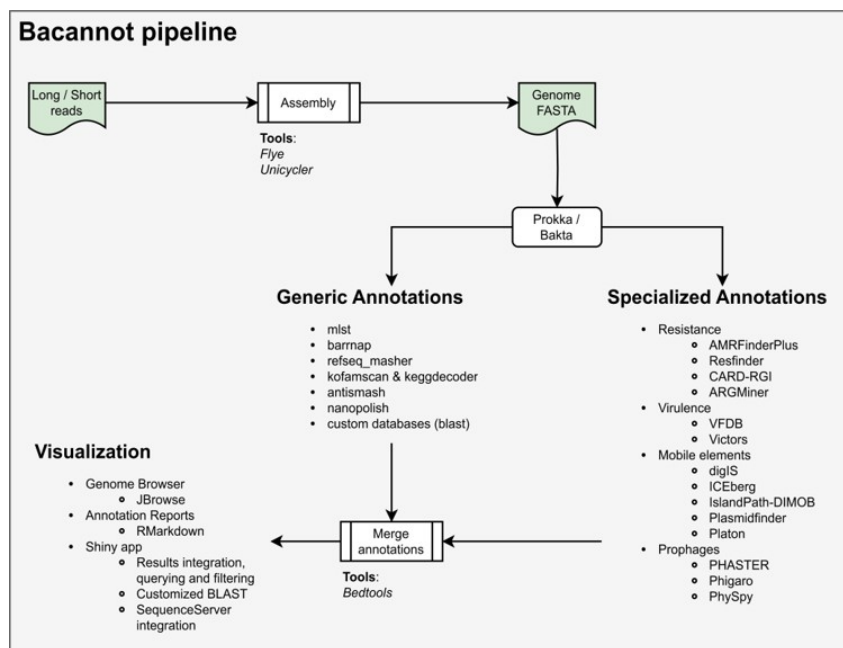 Bacannot pipeline
Long / Short
reads
Assembly
Genome
FASTA
Tools:
Flye
Unicycler
Prokka /
Bakta
Generic Annotations
mlst
barrnap
refseq_masher
kofamscan & keggdecoder
antismash
nanopolish
custom databases (blast)
Specialized Annotations
Resistance
AMRFinderPlus
Resfinder
CARD-RGI
ARGMiner
Virulence
VFDB
Victors
Mobile elements
digIS
ICEberg
IslandPath-DIMOB
Plasmidfinder
Platon
Prophages
PHASTER
Phigaro
PhySpy
Merge
annotations
Tools:
Bedtools
Visualization
Genome Browser
JBrowse
Annotation Reports
RMarkdown
Shiny app
Results integration,
querying and filtering
Customized BLAST
SequenceServer
integration